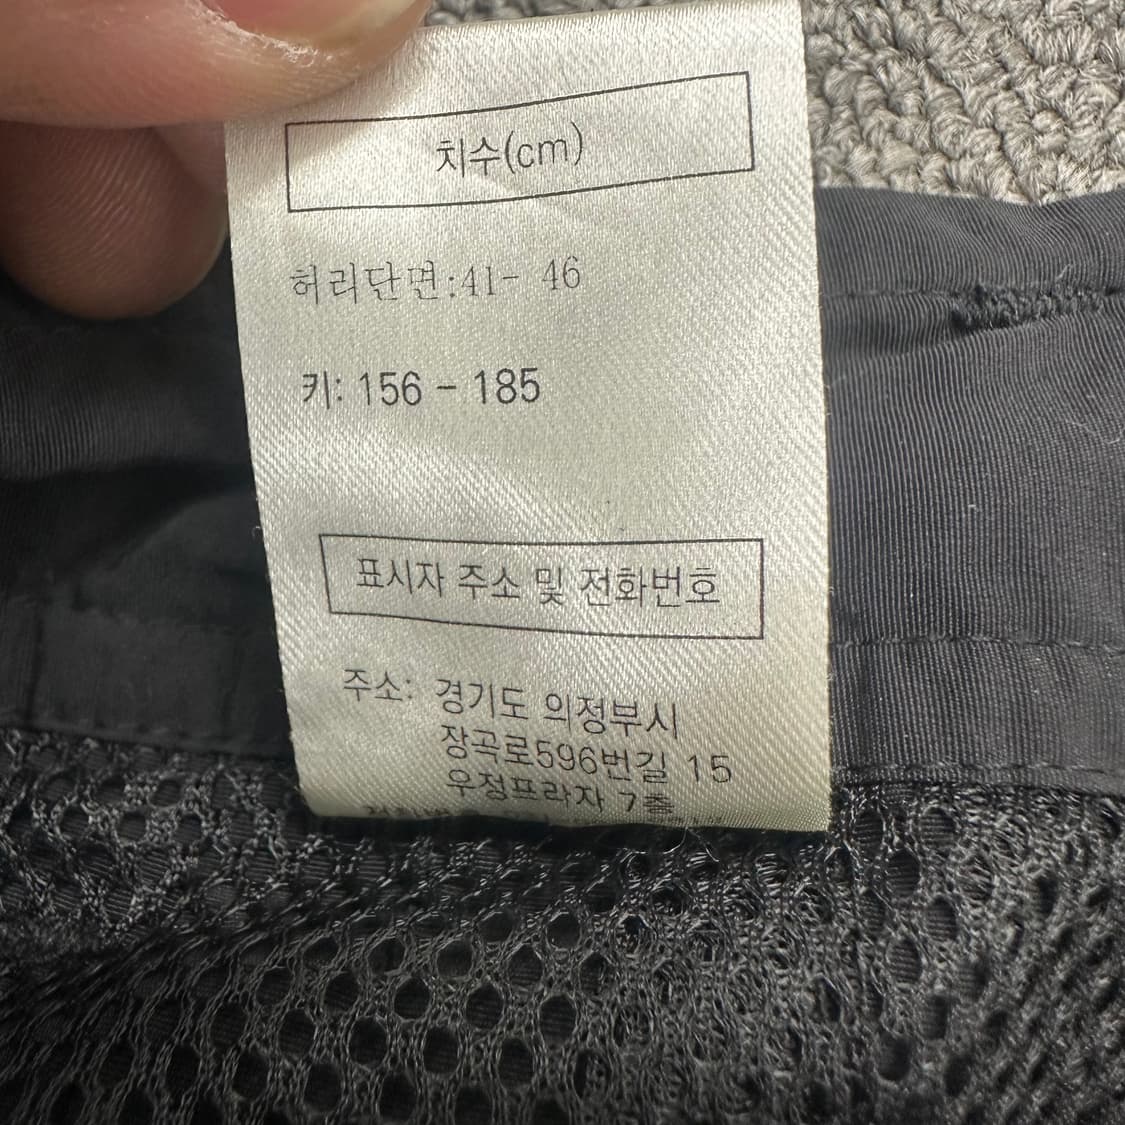 치수(cm)
허리단면:41- 46
키: 156 - 185
표시자 주소 및 전화번호
주소: 경기도 의정부시
장곡로596번길 15
우정프라자 7층